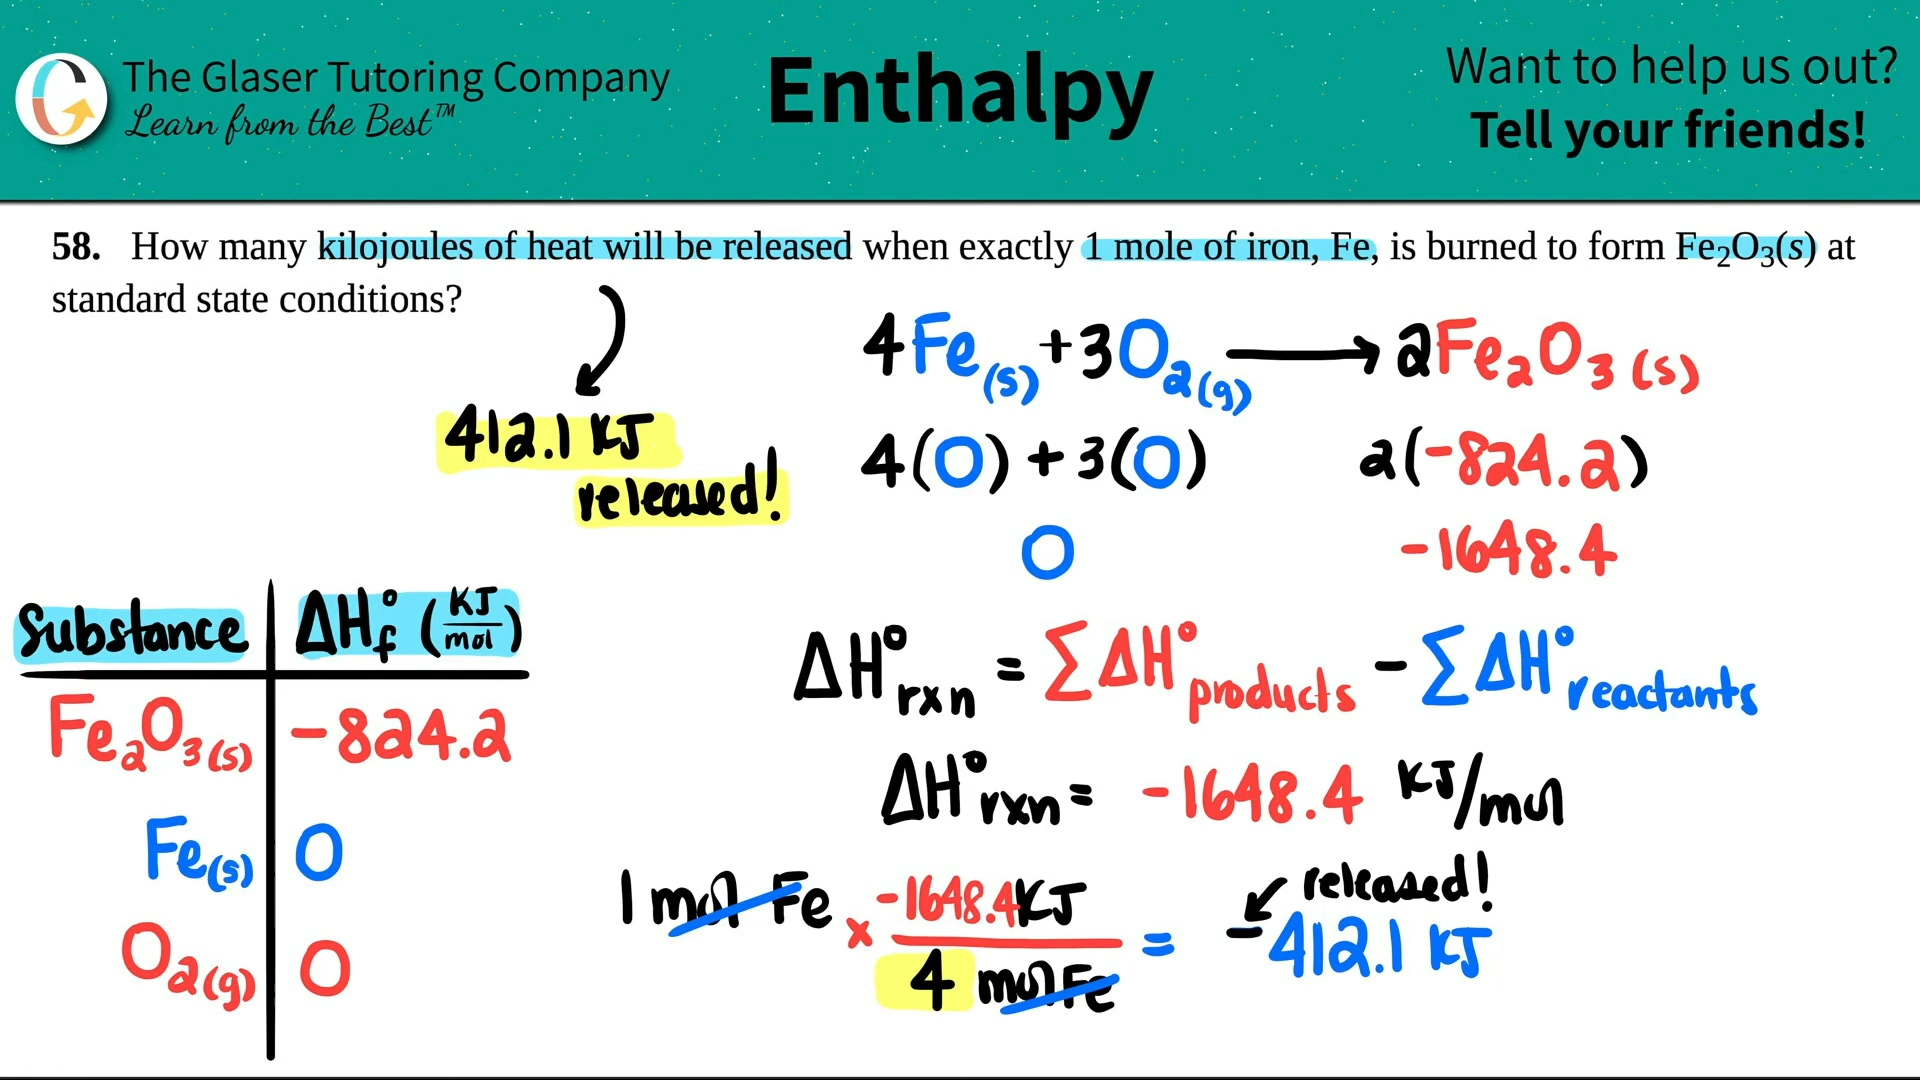 The Glaser Tutoring Company
Learn from the Best™
Enthalpy
Want to help us out?
Tell your friends!
58. How many kilojoules of heat will be released when exactly 1 mole of iron, Fe, is burned to form Fe₂O₃(s) at
standard state conditions?
4Fe(s) + 3O₂(g) → 2Fe₂O₃(s)
412.1 KJ
released!
4(0) + 3(0) 2(-824.2)
0 -1648.4
Substance ΔH°f (KJ/mol)
Fe₂O₃(s) -824.2
Fe(s) 0
O₂(g) 0
ΔH°rxn = ΣΔH°products - ΣΔH°reactants
ΔH°rxn = -1648.4 KJ/mol
1 mol Fe x -1648.4KJ / 4 mol Fe = -412.1 KJ
released!